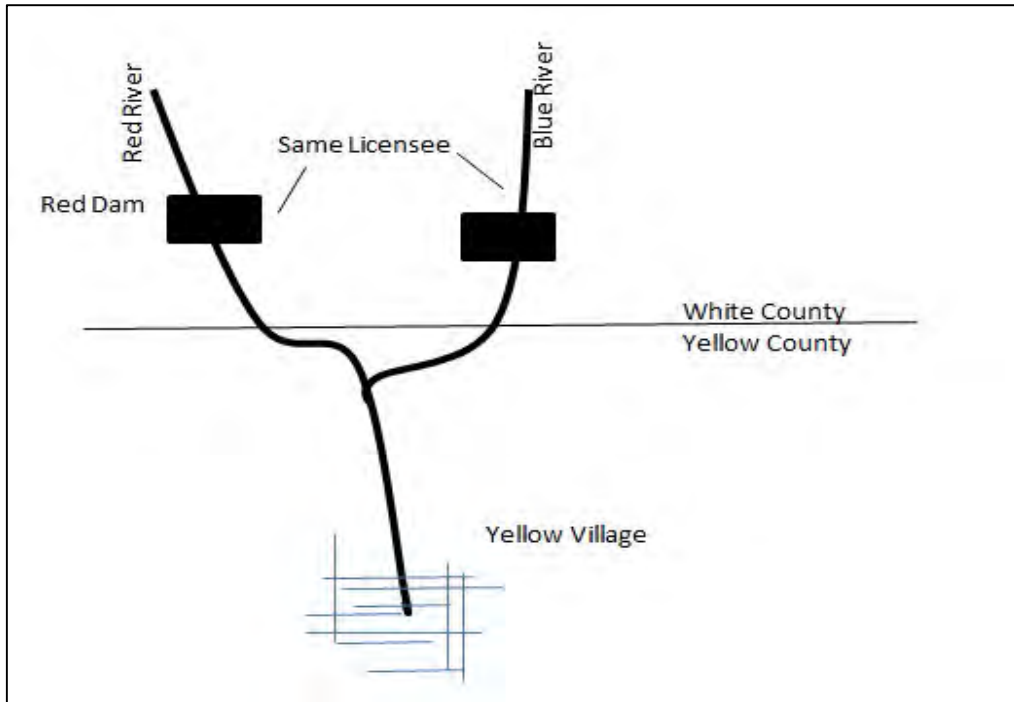 Red River
Blue River
Same Licensee
Red Dam
White County
Yellow County
Yellow Village